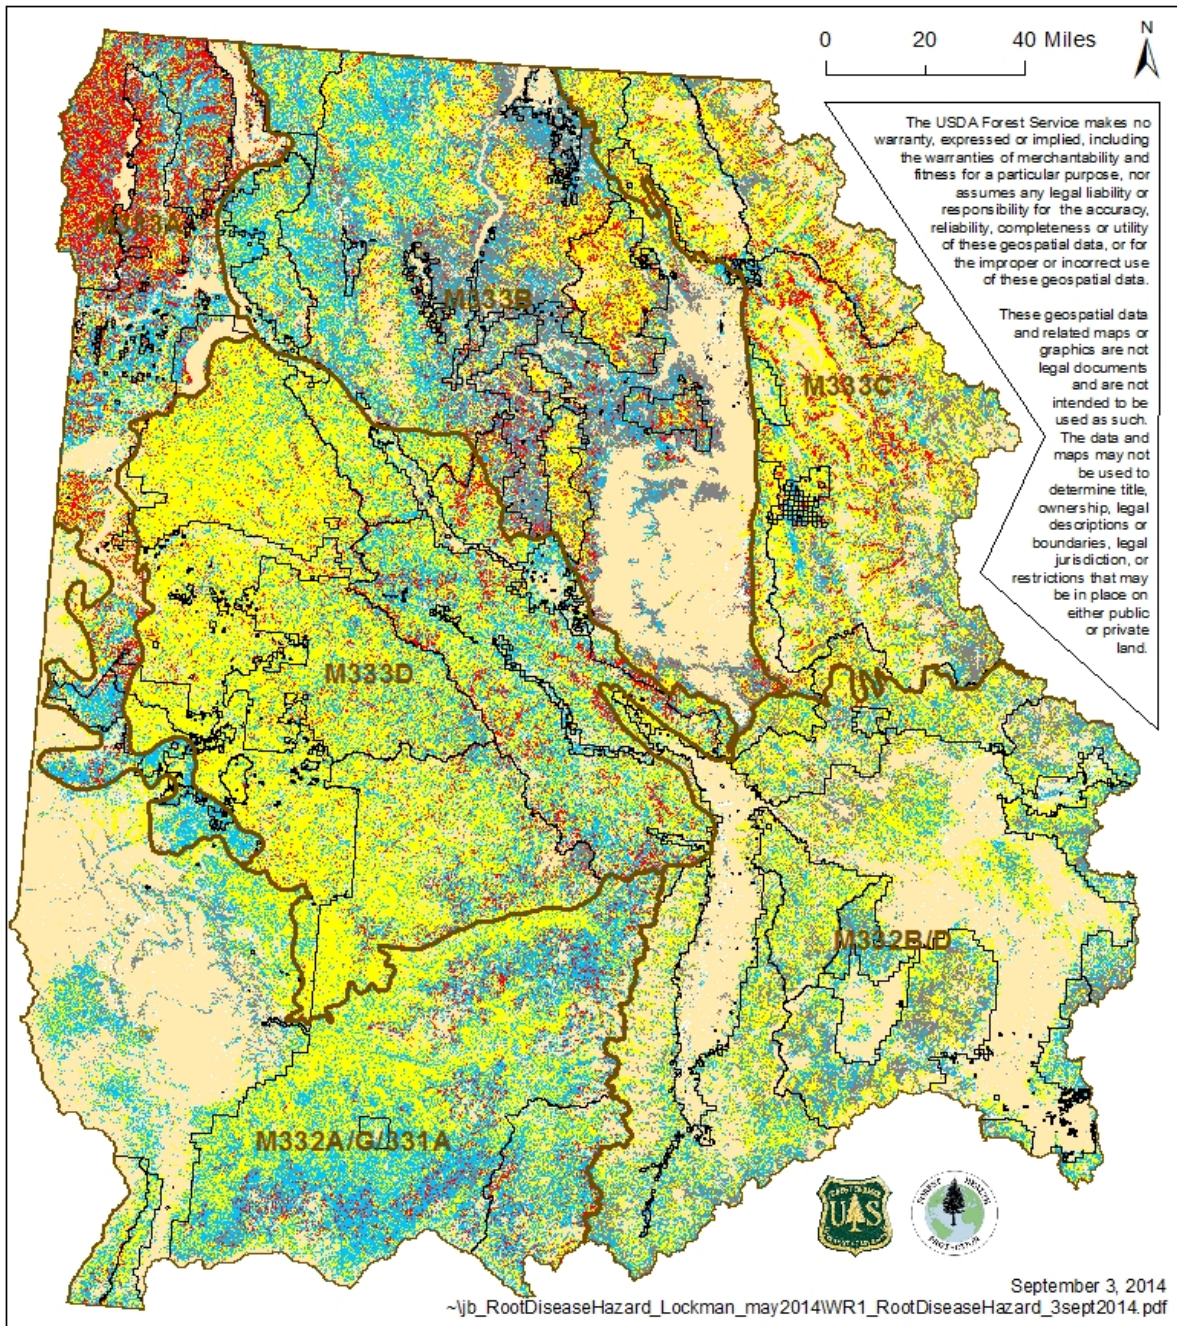 0 20 40 Miles
N
The USDA Forest Service makes no
warranty, expressed or implied, including
the warranties of merchantability and
fitness for a particular purpose, nor
assumes any legal liability or
responsibility for the accuracy,
reliability, completeness or utility
of these geospatial data, or for
the improper or incorrect use
of these geospatial data.
These geospatial data
and related maps or
graphics are not
legal documents
and are not
intended to be
used as such.
The data and
maps may not
be used to
determine title,
ownership, legal
descriptions or
boundaries, legal
jurisdiction, or
restrictions that may
be in place on
either public
or private
land.
M333A
M333B
M333C
M333D
M332B/D
M332A/G/331A
FOREST SERVICE
U S
FOREST HEALTH
PROTECTION
September 3, 2014
~\jb_RootDiseaseHazard_Lockman_may2014\WR1_RootDiseaseHazard_3sept2014.pdf